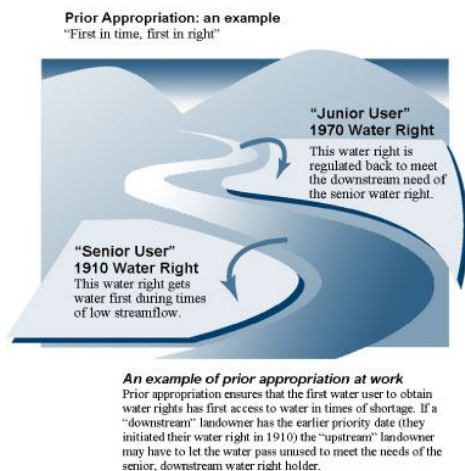 Prior Appropriation: an example
“First in time, first in right”
“Junior User”
1970 Water Right
This water right is
regulated back to meet
the downstream need of
the senior water right.
“Senior User”
1910 Water Right
This water right gets
water first during times
of low streamflow.
An example of prior appropriation at work
Prior appropriation ensures that the first water user to obtain
water rights has first access to water in times of shortage. If a
“downstream” landowner has the earlier priority date (they
initiated their water right in 1910) the “upstream” landowner
may have to let the water pass unused to meet the needs of the
senior, downstream water right holder.